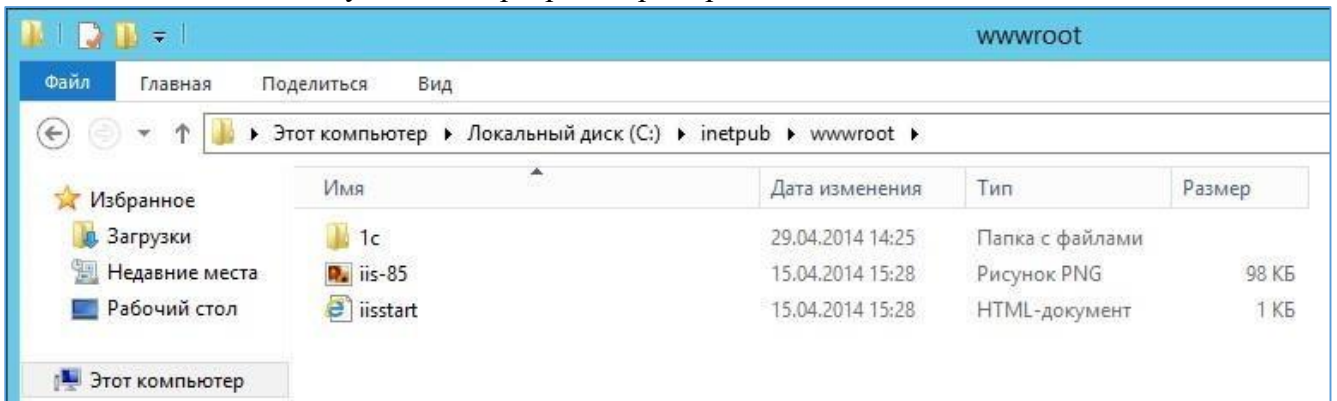 wwwroot
Файл Главная Поделиться Вид
Этот компьютер Локальный диск (C:) inetpub wwwroot
Избранное
Загрузки
Недавние места
Рабочий стол
Этот компьютер
Имя Дата изменения Тип Размер
1c 29.04.2014 14:25 Папка с файлами
iis-85 15.04.2014 15:28 Рисунок PNG 98 КБ
iisstart 15.04.2014 15:28 HTML-документ 1 КБ